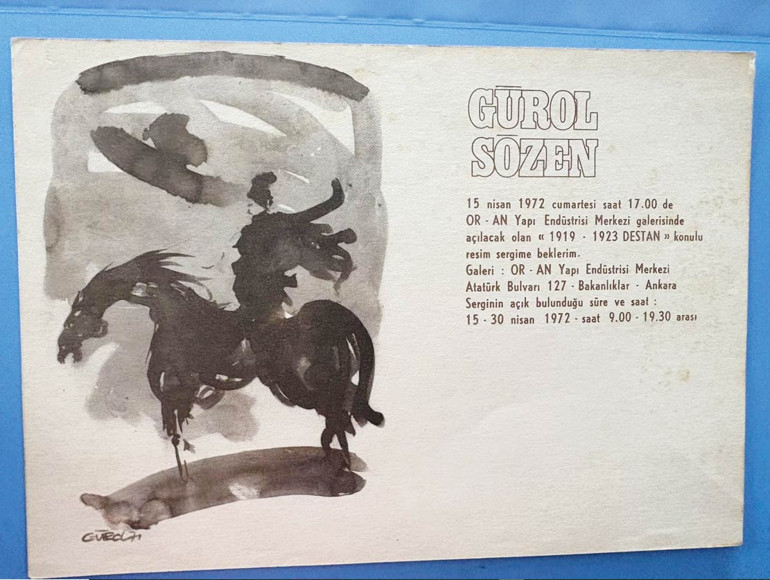 GÜROL
SÖZEN
15 nisan 1972 cumartesi saat 17.00 de
OR - AN Yapı Endüstrisi Merkezi galerisinde
açılacak olan « 1919 - 1923 DESTAN » konulu
resim sergime beklerim.
Galeri : OR - AN Yapı Endüstrisi Merkezi
Atatürk Bulvarı 127 - Bakanlıklar - Ankara
Serginin açık bulunduğu süre ve saat :
15 - 30 nisan 1972 - saat 9.00 - 19.30 arası
GÜROL 71